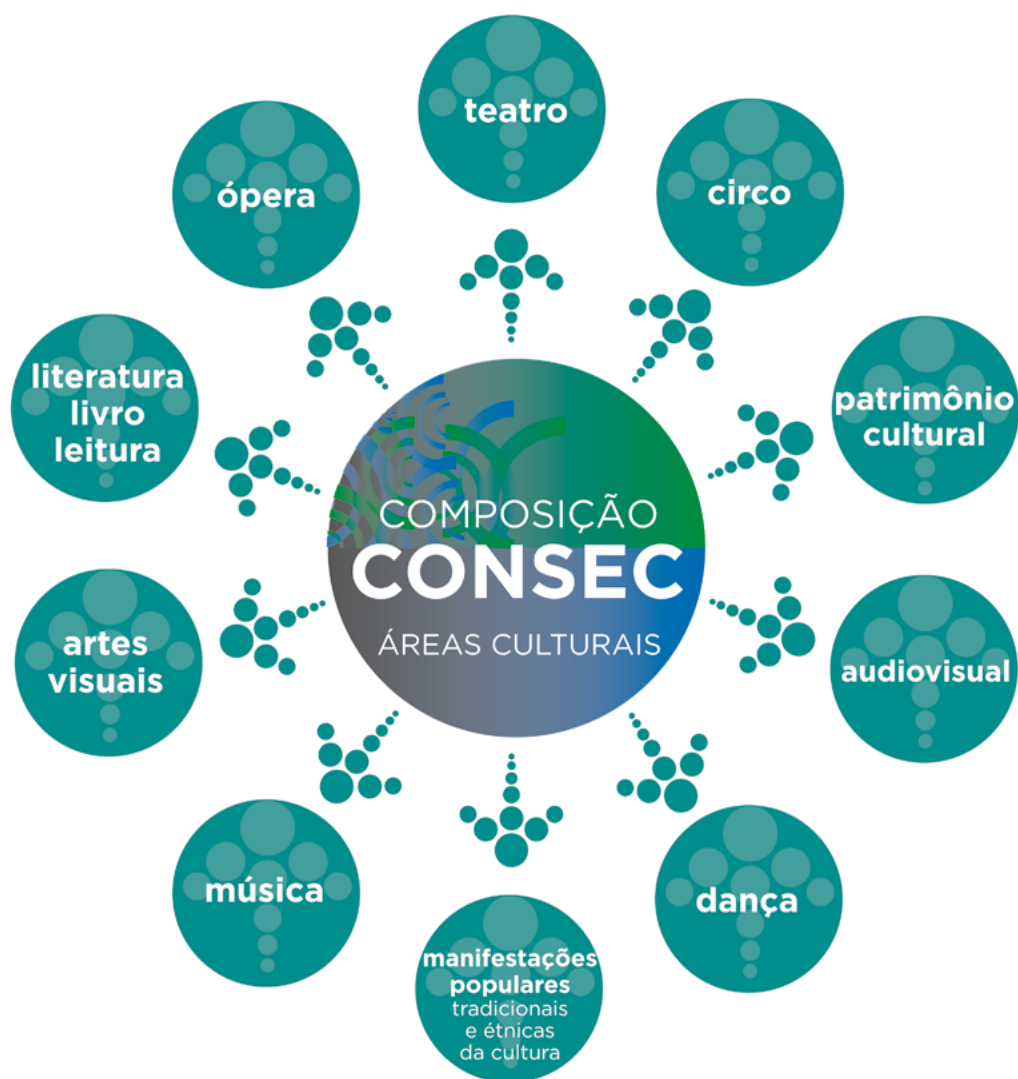 teatro
circo
ópera
literatura
livro
leitura
patrimônio
cultural
COMPOSIÇÃO
CONSEC
ÁREAS CULTURAIS
artes
visuais
audiovisual
música
dança
manifestações
populares
tradicionais
e étnicas
da cultura